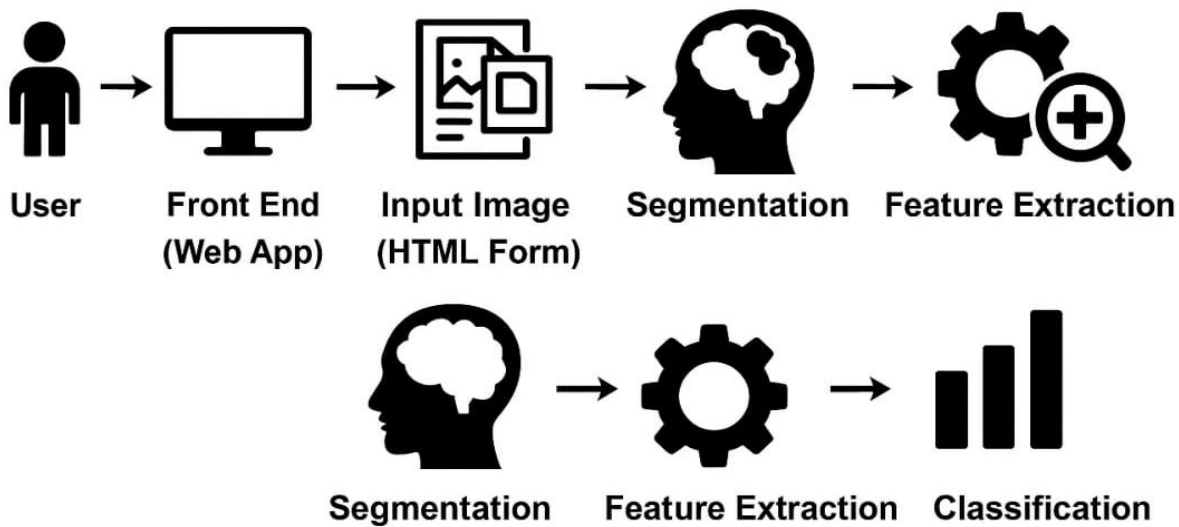 User
Front End
(Web App)
Input Image
(HTML Form)
Segmentation
Feature Extraction
Segmentation
Feature Extraction
Classification